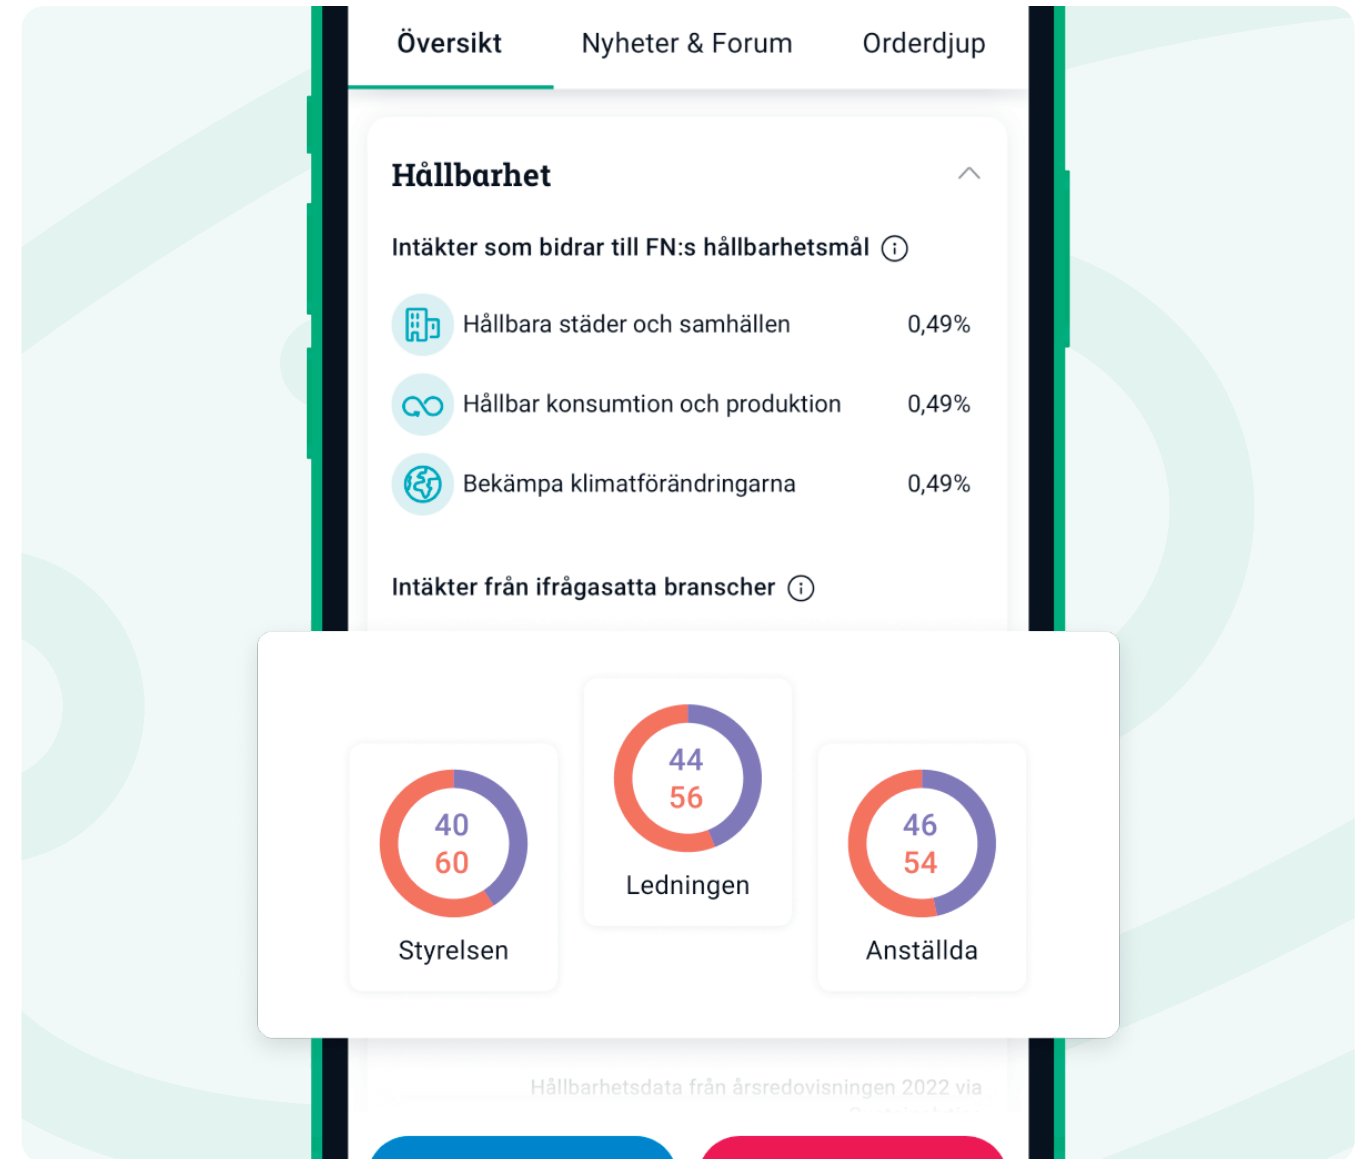 Översikt Nyheter & Forum Orderdjup
Hållbarhet
Intäkter som bidrar till FN:s hållbarhetsmål
Hållbara städer och samhällen 0,49%
Hållbar konsumtion och produktion 0,49%
Bekämpa klimatförändringarna 0,49%
Intäkter från ifrågasatta branscher
44
56
Ledningen
40
60
Styrelsen
46
54
Anställda
Hållbarhetsdata från årsredovisningen 2022 via